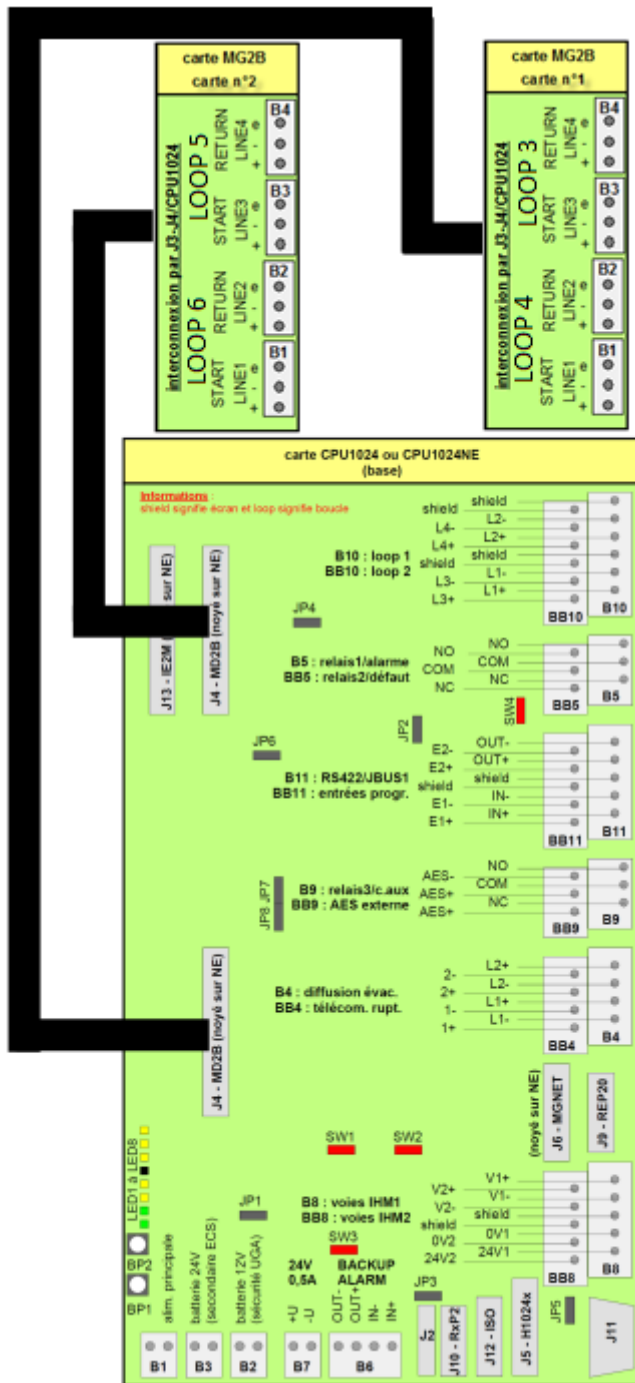 carte MG2B
carte n°2
interconnexion par J3-J4/CPU1024
LOOP 6
LOOP 5
START
RETURN
START
RETURN
LINE1
LINE2
LINE3
LINE4
+ - e
+ - e
+ - e
+ - e
B1
B2
B3
B4
carte MG2B
carte n°1
interconnexion par J3-J4/CPU1024
LOOP 4
LOOP 3
START
RETURN
START
RETURN
LINE1
LINE2
LINE3
LINE4
+ - e
+ - e
+ - e
+ - e
B1
B2
B3
B4
carte CPU1024 ou CPU1024NE
(base)
Informations :
shield signifie écran et loop signifie boucle
J13 - IE2M ( sur NE)
J4 - MD2B (noyé sur NE)
JP4
B10 : loop 1
BB10 : loop 2
shield
L4-
L4+
shield
L3-
L3+
shield
L2-
L2+
shield
L1-
L1+
BB10
B10
B5 : relais1/alarme
BB5 : relais2/défaut
NO
COM
NC
NO
COM
NC
BB5
B5
SW4
JP2
JP6
B11 : RS422/JBUS1
BB11 : entrées progr.
E2-
E2+
shield
E1-
E1+
OUT-
OUT+
shield
IN-
IN+
BB11
B11
JP8 JP7
B9 : relais3/c.aux
BB9 : AES externe
AES-
AES+
AES+
NO
COM
NC
BB9
B9
B4 : diffusion évac.
BB4 : télécom. rupt.
2-
2+
1-
1+
L2+
L2-
L1+
L1-
BB4
B4
J4 - MD2B (noyé sur NE)
(noyé sur NE)
J6 - MGNET
J9 - REP20
LED1 à LED8
SW1
SW2
JP1
B8 : voies IHM1
BB8 : voies IHM2
V2+
V2-
shield
0V2
24V2
V1+
V1-
shield
0V1
24V1
BB8
B8
SW3
BP2
BP1
alim. principale
batterie 24V
(secondaire ECS)
batterie 12V
(sécurité UGA)
24V
0,5A
BACKUP
ALARM
+U
-U
OUT-
OUT+
IN-
IN+
JP3
JP5
B1
B3
B2
B7
B6
J2
J10 - RxP2
J12 - ISO
J5 - H1024x
J11